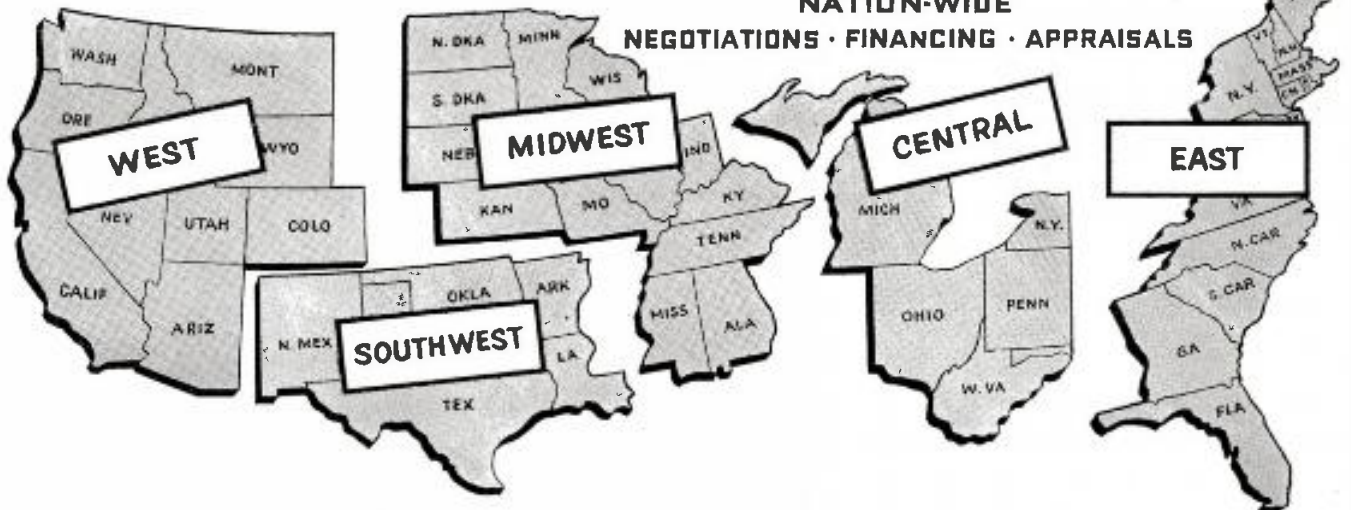 NATION-WIDE
NEGOTIATIONS · FINANCING · APPRAISALS
WASH
MONT
ORE
WYO
WEST
NEV
UTAH
COLO
CALIF
ARIZ
N. DKA
MINN
WIS
S. DKA
NEB
MIDWEST
IND
KAN
MO
KY
TENN
MISS
ALA
OKLA
ARK
N. MEX
SOUTHWEST
LA
TEX
CENTRAL
MICH
N.Y.
OHIO
PENN
W. VA
VT
N.Y.
MASS
EAST
VA
N. CAR
S. CAR
GA
FLA